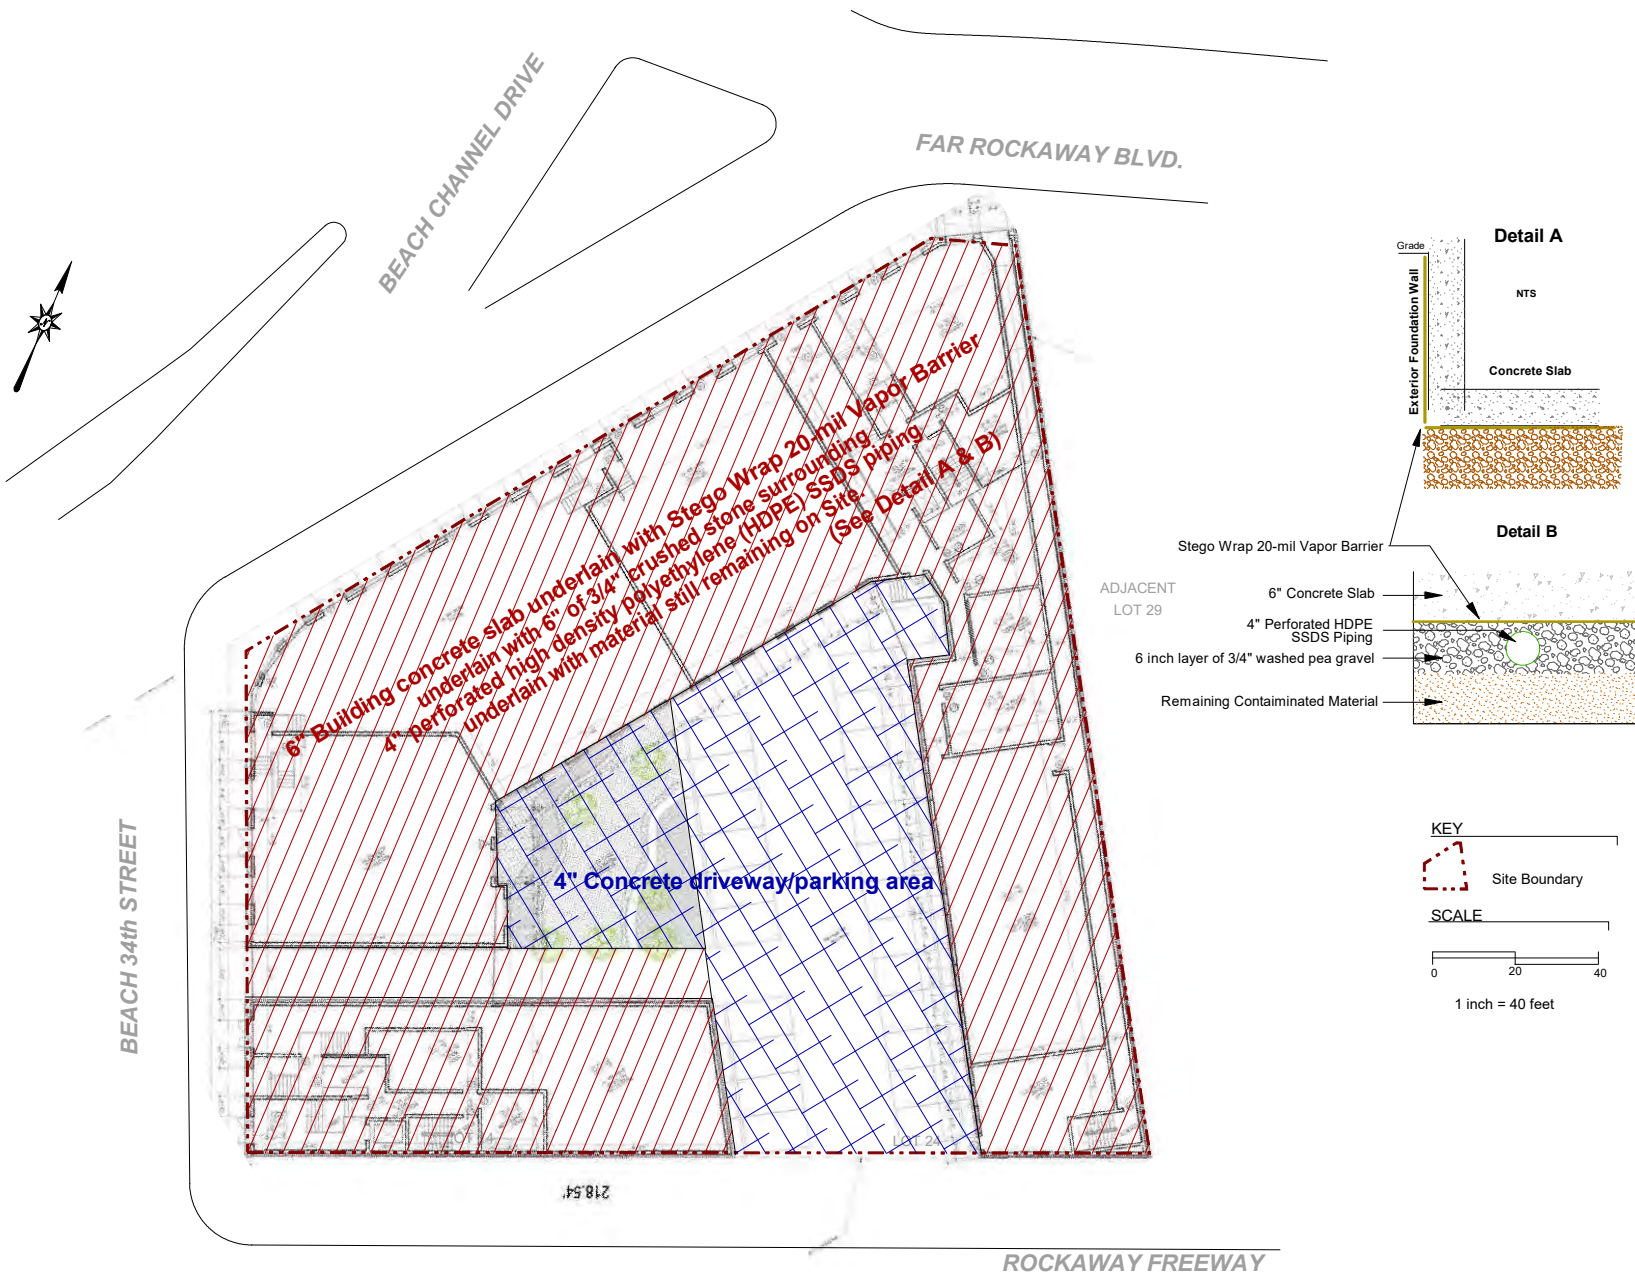 BEACH CHANNEL DRIVE
FAR ROCKAWAY BLVD.
BEACH 34th STREET
ROCKAWAY FREEWAY
6" Building concrete slab underlain with Stego Wrap 20-mil Vapor Barrier
underlain with 6" of 3/4" crushed stone surrounding
4" perforated high density polyethylene (HDPE) SSDS piping
underlain with material still remaining on Site.
(See Detail A & B)
4" Concrete driveway/parking area
LOT 24
218.54'
ADJACENT
LOT 29
Detail A
Grade
NTS
Exterior Foundation Wall
Concrete Slab
Detail B
Stego Wrap 20-mil Vapor Barrier
6" Concrete Slab
4" Perforated HDPE
SSDS Piping
6 inch layer of 3/4" washed pea gravel
Remaining Contaiminated Material
KEY
Site Boundary
SCALE
0 20 40
1 inch = 40 feet